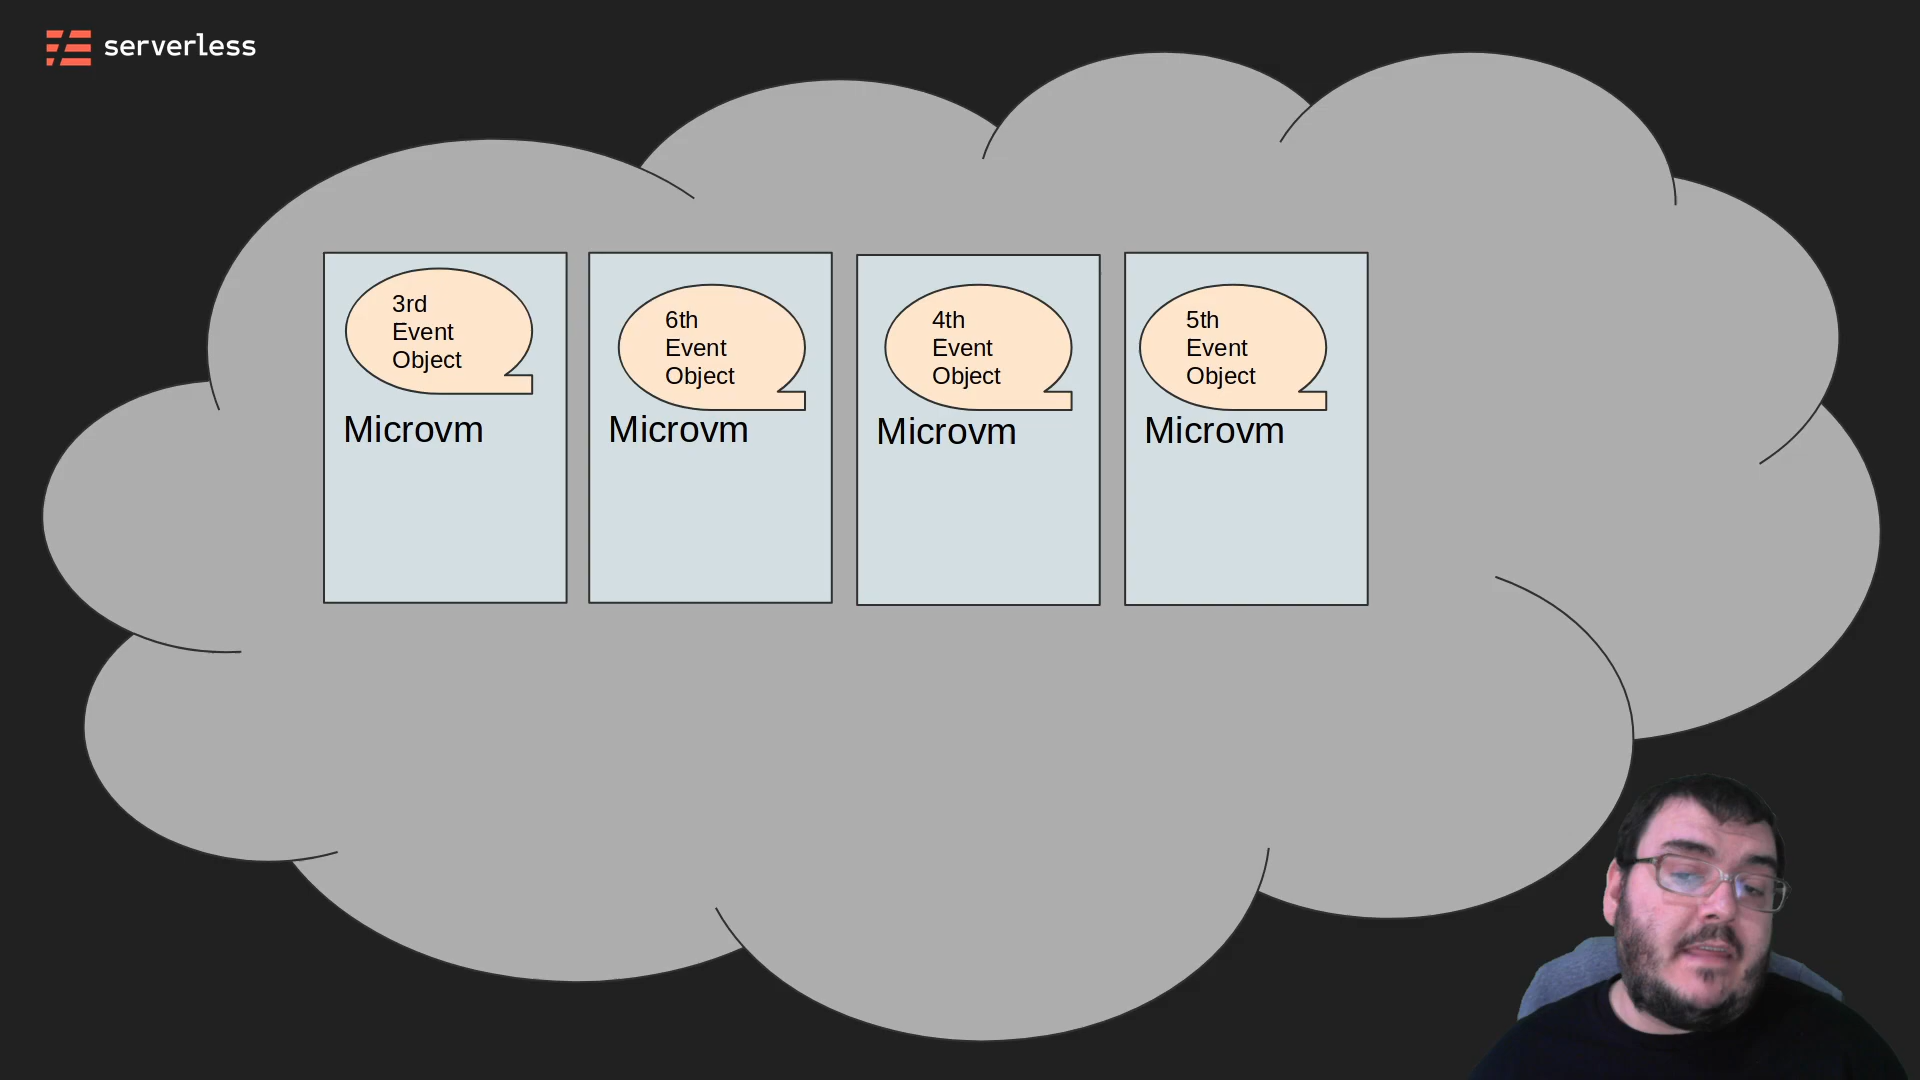 serverless
3rd
Event
Object
Microvm
6th
Event
Object
Microvm
4th
Event
Object
Microvm
5th
Event
Object
Microvm